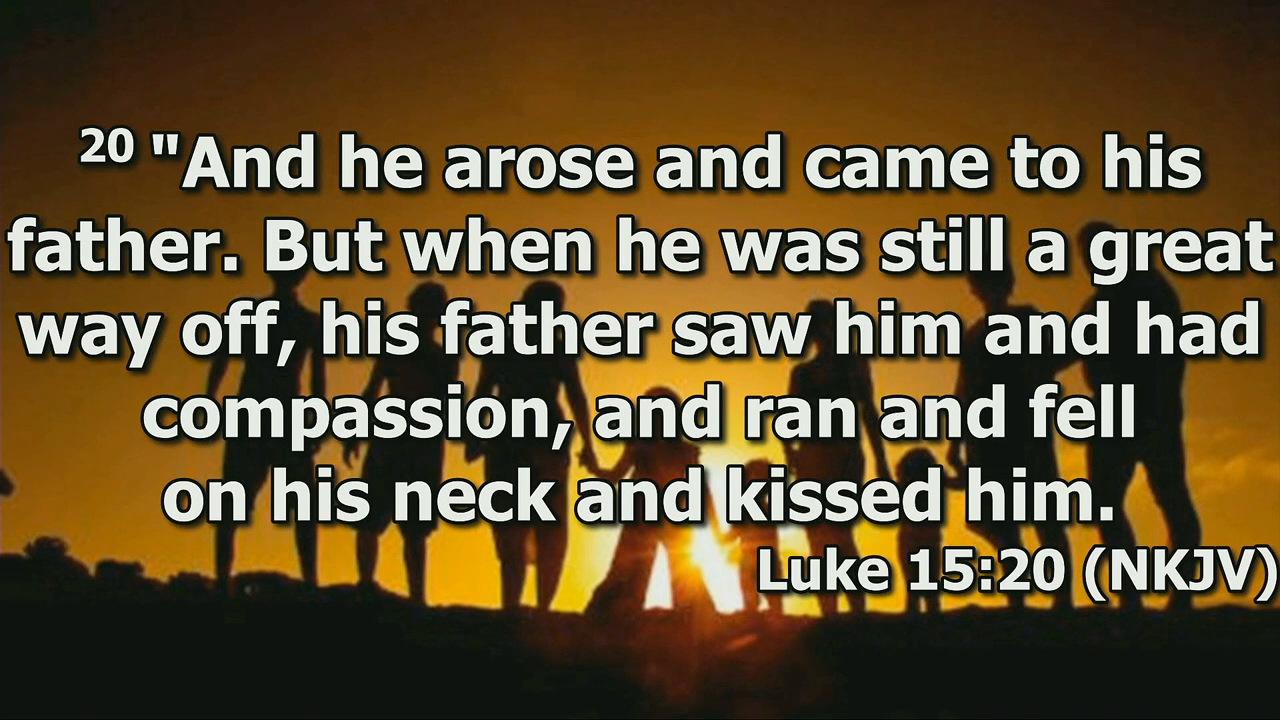 20 "And he arose and came to his
father. But when he was still a great
way off, his father saw him and had
compassion, and ran and fell
on his neck and kissed him.
Luke 15:20 (NKJV)